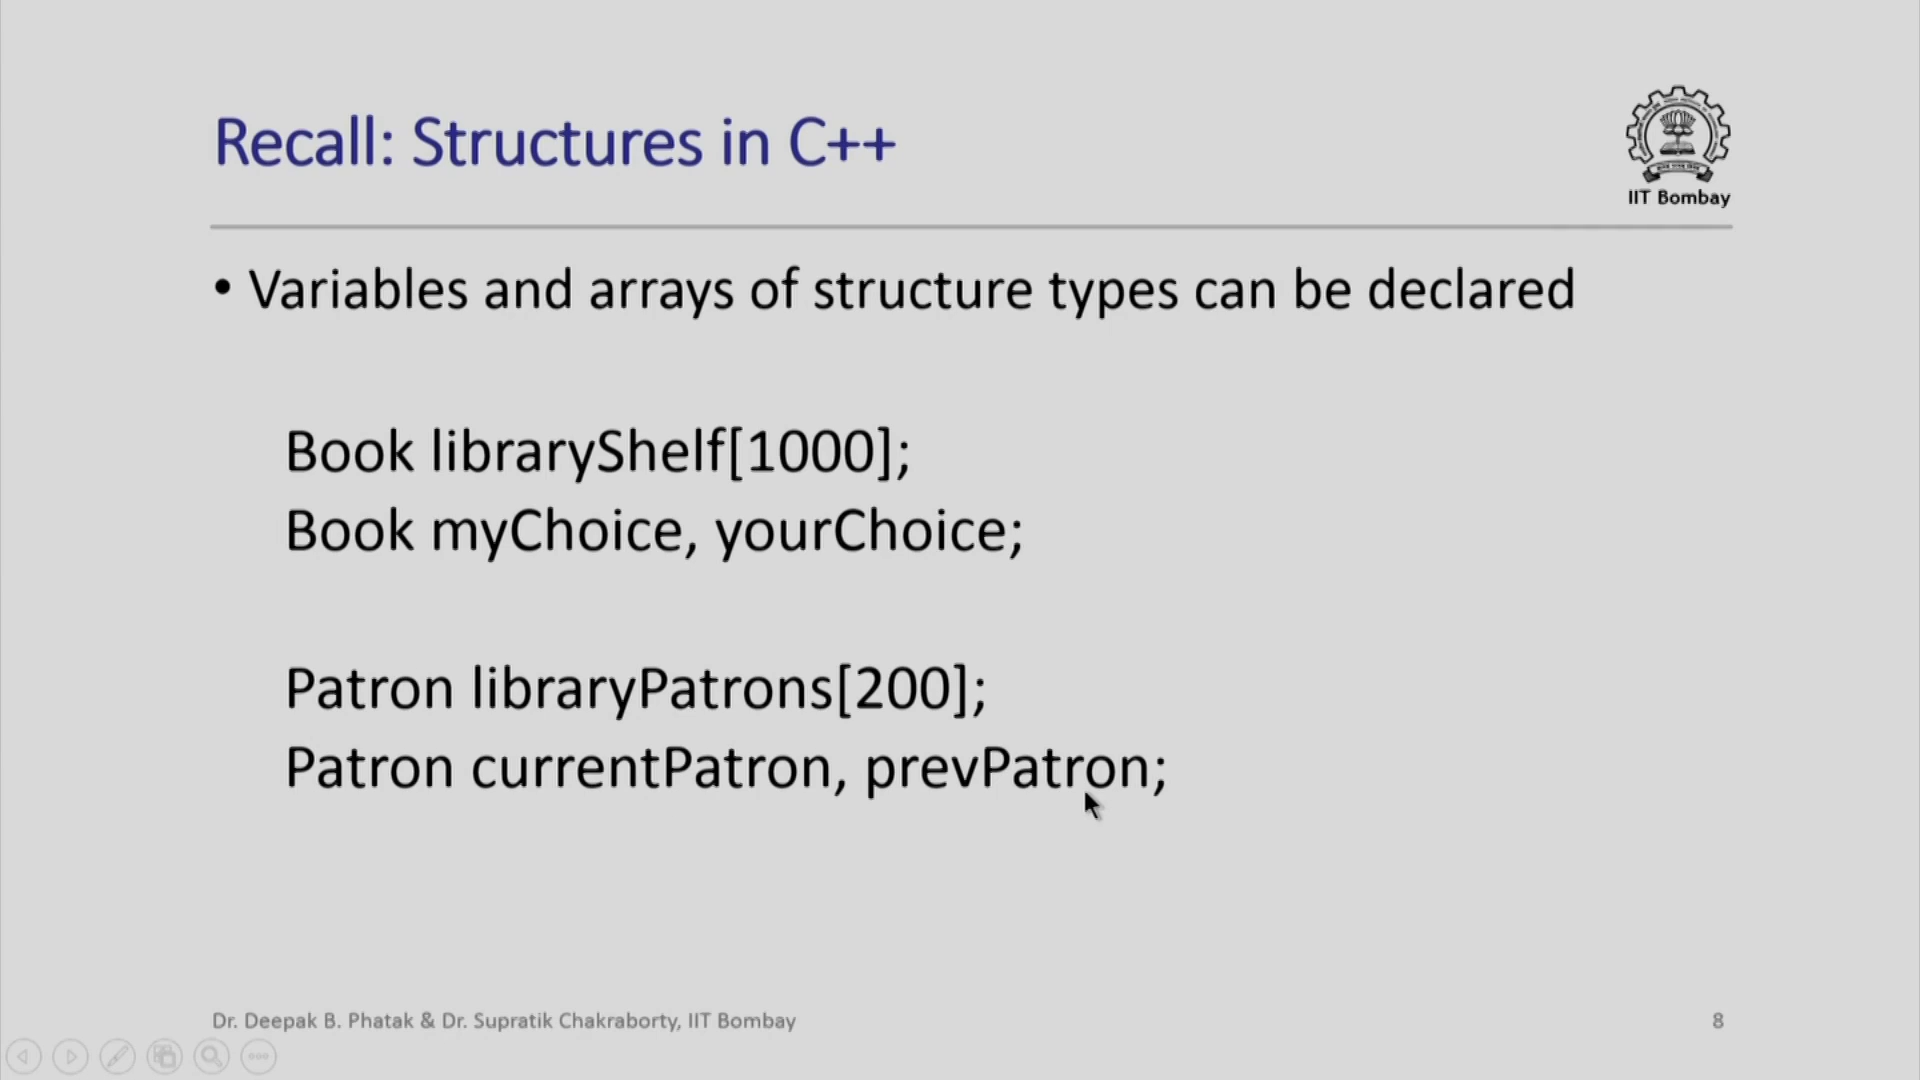 Recall: Structures in C++
IIT Bombay
• Variables and arrays of structure types can be declared
Book libraryShelf[1000];
Book myChoice, yourChoice;
Patron libraryPatrons[200];
Patron currentPatron, prevPatron;
Dr. Deepak B. Phatak & Dr. Supratik Chakraborty, IIT Bombay
8